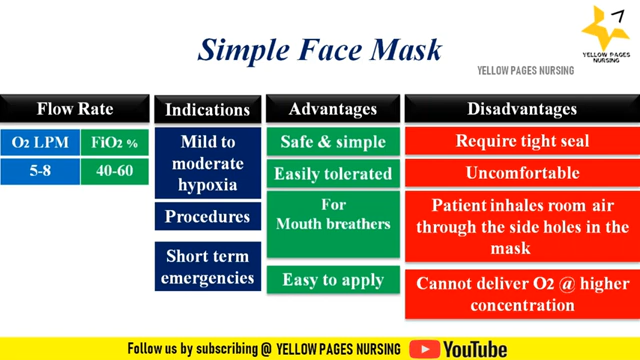 Simple Face Mask
YELLOW PAGES
NURSING
YELLOW PAGES NURSING
Flow Rate
O2 LPM FiO2 %
5-8 40-60
Indications
Mild to
moderate
hypoxia
Procedures
Short term
emergencies
Advantages
Safe & simple
Easily tolerated
For
Mouth breathers
Easy to apply
Disadvantages
Require tight seal
Uncomfortable
Patient inhales room air
through the side holes in the
mask
Cannot deliver O2 @ higher
concentration
Follow us by subscribing @ YELLOW PAGES NURSING YouTube